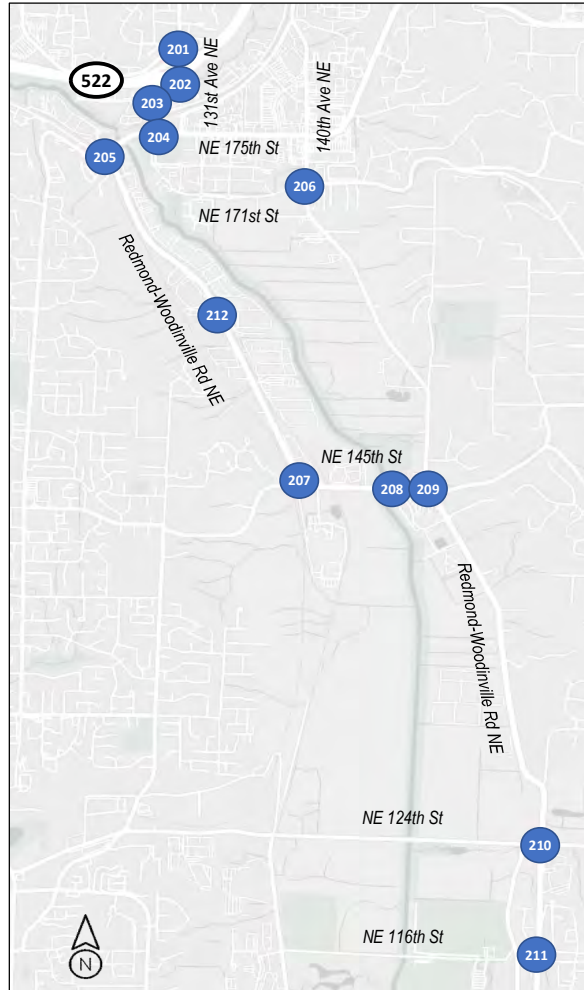 201
522
202
131st Ave NE
203
140th Ave NE
204
NE 175th St
205
206
NE 171st St
Redmond-Woodinville Rd NE
212
NE 145th St
207
208
209
Redmond-Woodinville Rd NE
NE 124th St
210
NE 116th St
211
N